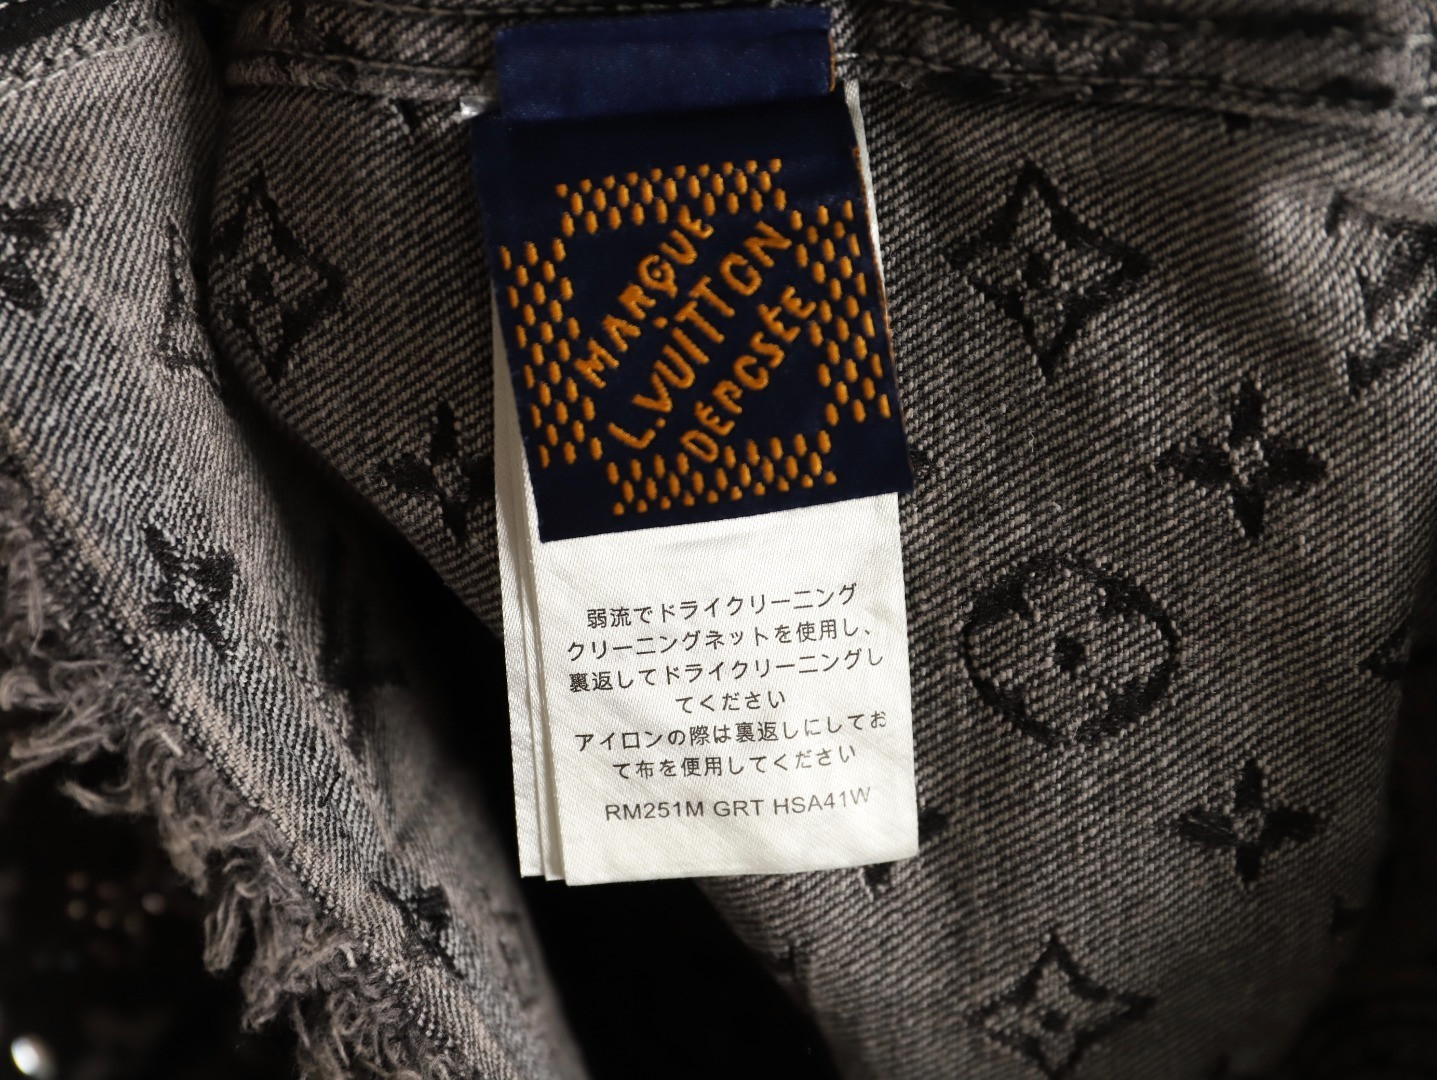 MARQUE
L.VUITTON
DÉPOSÉE
弱流でドライクリーニング
クリーニングネットを使用し、
裏返してドライクリーニングし
てください
アイロンの際は裏返しにしてお
て布を使用してください
RM251M GRT HSA41W